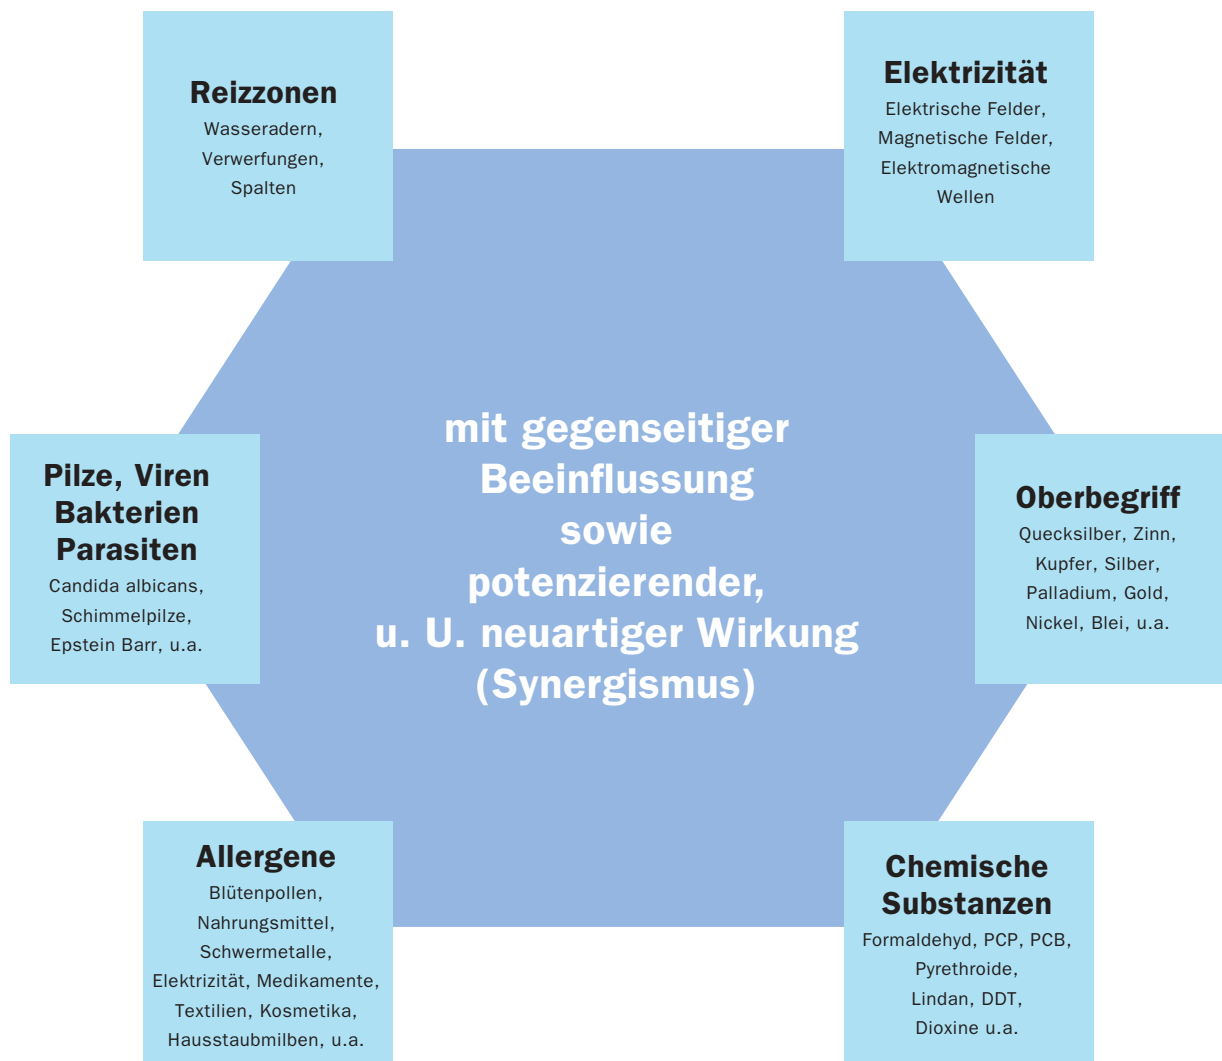 Reizzonen
Wasseradern,
Verwerfungen,
Spalten
Elektrizität
Elektrische Felder,
Magnetische Felder,
Elektromagnetische
Wellen
Pilze, Viren
Bakterien
Parasiten
Candida albicans,
Schimmelpilze,
Epstein Barr, u.a.
mit gegenseitiger
Beeinflussung
sowie
potenzierender,
u. U. neuartiger Wirkung
(Synergismus)
Oberbegriff
Quecksilber, Zinn,
Kupfer, Silber,
Palladium, Gold,
Nickel, Blei, u.a.
Allergene
Blütenpollen,
Nahrungsmittel,
Schwermetalle,
Elektrizität, Medikamente,
Textilien, Kosmetika,
Hausstaubmilben, u.a.
Chemische
Substanzen
Formaldehyd, PCP, PCB,
Pyrethroide,
Lindan, DDT,
Dioxine u.a.